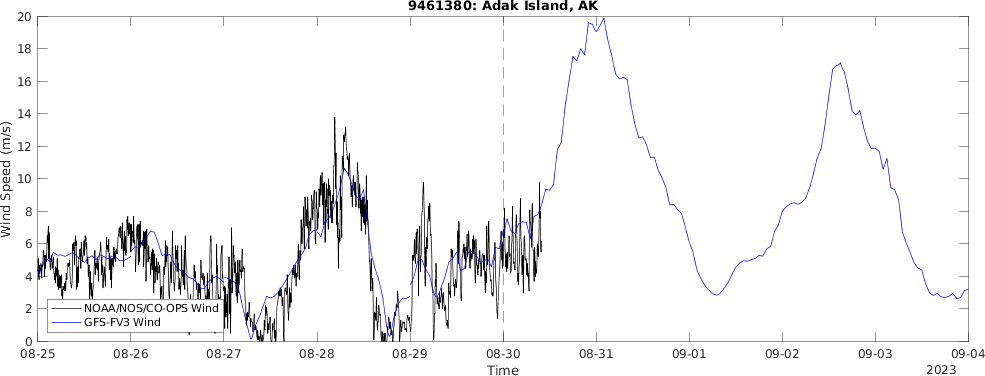 9461380: Adak Island, AK
20
18
16
14
12
10
8
6
4
2
0
Wind Speed (m/s)
NOAA/NOS/CO-OPS Wind
GFS-FV3 Wind
08-25 08-26 08-27 08-28 08-29 08-30 08-31 09-01 09-02 09-03 09-04
Time
2023